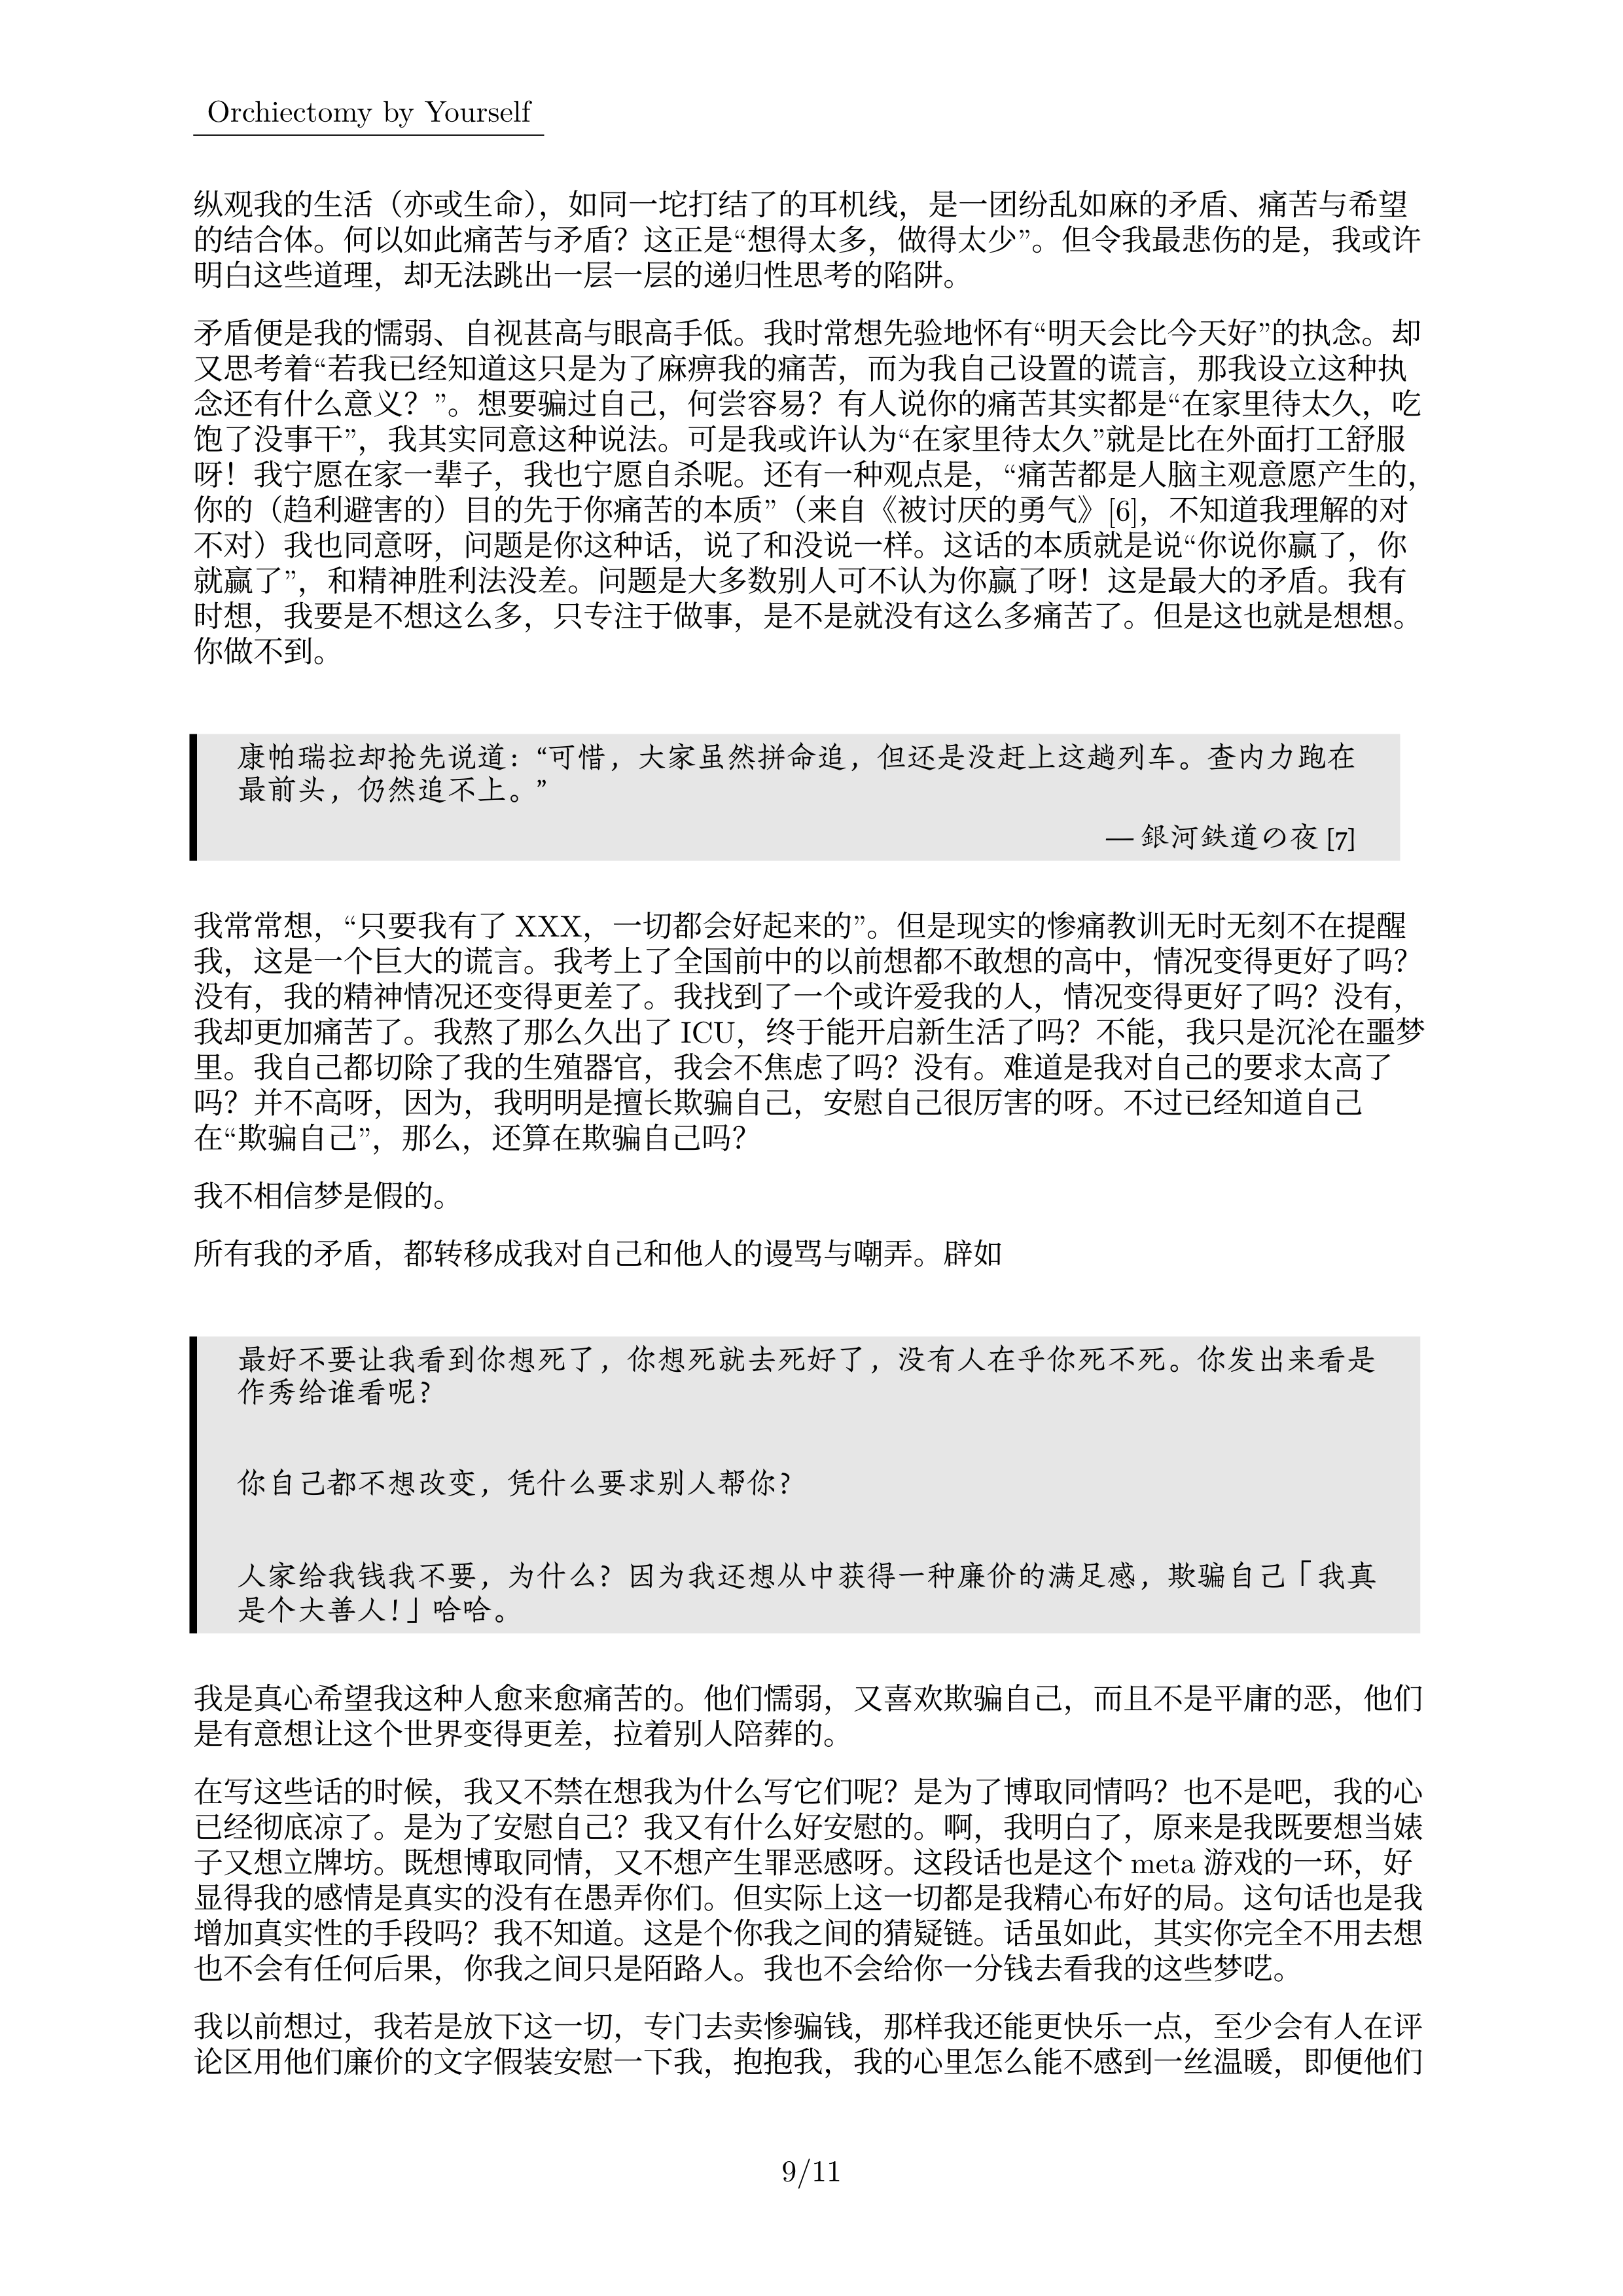 Orchiectomy by Yourself
纵观我的生活（亦或生命），如同一坨打结了的耳机线，是一团纷乱如麻的矛盾、痛苦与希望
的结合体。何以如此痛苦与矛盾？这正是“想得太多，做得太少”。但令我最悲伤的是，我或许
明白这些道理，却无法跳出一层一层的递归性思考的陷阱。
矛盾便是我的懦弱、自视甚高与眼高手低。我时常想先验地怀有“明天会比今天好”的执念。却
又思考着“若我已经知道这只是为了麻痹我的痛苦，而为我自己设置的谎言，那我设立这种执
念还有什么意义？”。想要骗过自己，何尝容易？有人说你的痛苦其实都是“在家里待太久，吃
饱了没事干”，我其实同意这种说法。可是我或许认为“在家里待太久”就是比在外面打工舒服
呀！我宁愿在家一辈子，我也宁愿自杀呢。还有一种观点是，“痛苦都是人脑主观意愿产生的，
你的（趋利避害的）目的先于你痛苦的本质”（来自《被讨厌的勇气》[6]，不知道我理解的对
不对）我也同意呀，问题是你这种话，说了和没说一样。这话的本质就是说“你说你赢了，你
就赢了”，和精神胜利法没差。问题是大多数别人可不认为你赢了呀！这是最大的矛盾。我有
时想，我要是不想这么多，只专注于做事，是不是就没有这么多痛苦了。但是这也就是想想。
你做不到。
康帕瑞拉却抢先说道：“可惜，大家虽然拼命追，但还是没赶上这趟列车。查内力跑在
最前头，仍然追不上。”
— 銀河鉄道の夜 [7]
我常常想，“只要我有了 XXX，一切都会好起来的”。但是现实的惨痛教训无时无刻不在提醒
我，这是一个巨大的谎言。我考上了全国前中的以前想都不敢想的高中，情况变得更好了吗？
没有，我的精神情况还变得更差了。我找到了一个或许爱我的人，情况变得更好了吗？没有，
我却更加痛苦了。我熬了那么久出了 ICU，终于能开启新生活了吗？不能，我只是沉沦在噩梦
里。我自己都切除了我的生殖器官，我会不焦虑了吗？没有。难道是我对自己的要求太高了
吗？并不高呀，因为，我明明是擅长欺骗自己，安慰自己很厉害的呀。不过已经知道自己
在“欺骗自己”，那么，还算在欺骗自己吗？
我不相信梦是假的。
所有我的矛盾，都转移成我对自己和他人的谩骂与嘲弄。辟如
最好不要让我看到你想死了，你想死就去死好了，没有人在乎你死不死。你发出来看是
作秀给谁看呢？
你自己都不想改变，凭什么要求别人帮你？
人家给我钱我不要，为什么？因为我还想从中获得一种廉价的满足感，欺骗自己「我真
是个大善人！」哈哈。
我是真心希望我这种人愈来愈痛苦的。他们懦弱，又喜欢欺骗自己，而且不是平庸的恶，他们
是有意想让这个世界变得更差，拉着别人陪葬的。
在写这些话的时候，我又不禁在想我为什么写它们呢？是为了博取同情吗？也不是吧，我的心
已经彻底凉了。是为了安慰自己？我又有什么好安慰的。啊，我明白了，原来是我既要想当婊
子又想立牌坊。既想博取同情，又不想产生罪恶感呀。这段话也是这个 meta 游戏的一环，好
显得我的感情是真实的没有在愚弄你们。但实际上这一切都是我精心布好的局。这句话也是我
增加真实性的手段吗？我不知道。这是个你我之间的猜疑链。话虽如此，其实你完全不用去想
也不会有任何后果，你我之间只是陌路人。我也不会给你一分钱去看我的这些梦呓。
我以前想过，我若是放下这一切，专门去卖惨骗钱，那样我还能更快乐一点，至少会有人在评
论区用他们廉价的文字假装安慰一下我，抱抱我，我的心里怎么能不感到一丝温暖，即便他们
9/11